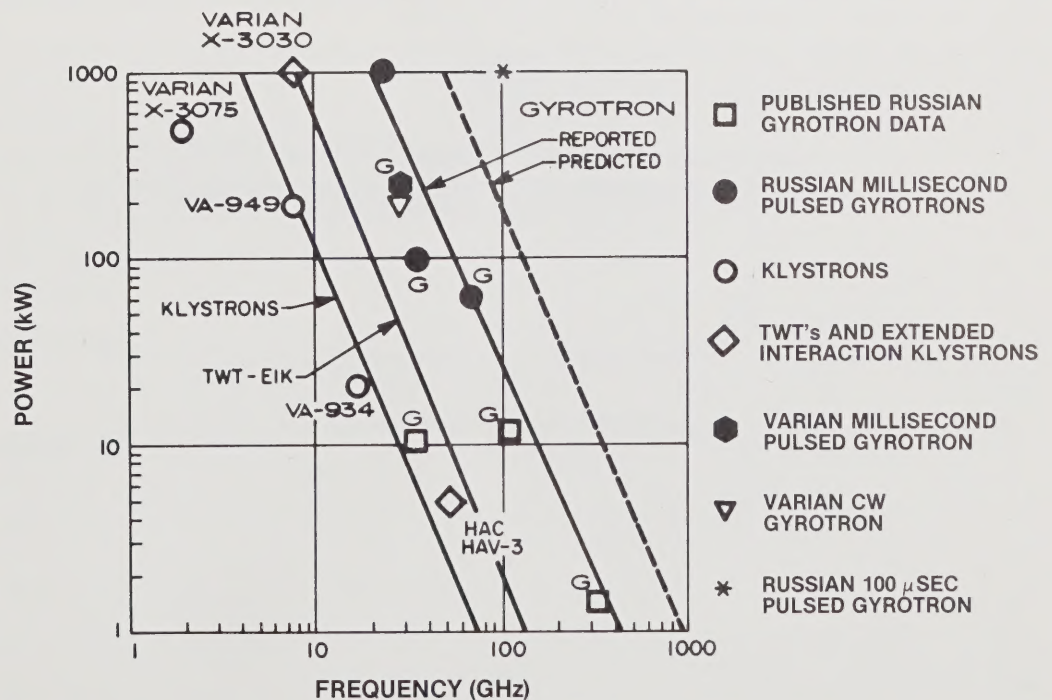 VARIAN
X-3030
1000
VARIAN
X-3075
GYROTRON
REPORTED
PREDICTED
G
VA-949
100
G
G
KLYSTRONS
TWT-EIK
VA-934
G
G
10
HAC
HAV-3
G
1
1
10
100
1000
POWER (kW)
FREQUENCY (GHz)
PUBLISHED RUSSIAN
GYROTRON DATA
RUSSIAN MILLISECOND
PULSED GYROTRONS
KLYSTRONS
TWT's AND EXTENDED
INTERACTION KLYSTRONS
VARIAN MILLISECOND
PULSED GYROTRON
VARIAN CW
GYROTRON
RUSSIAN 100 μSEC
PULSED GYROTRON